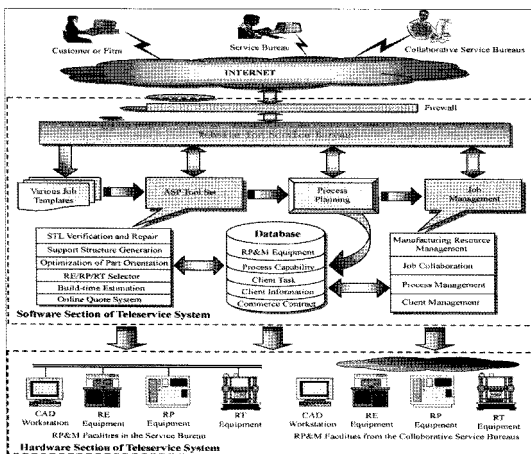 Customer or Firm
Service Bureau
Collaborative Service Bureaus
INTERNET
Firewall
Various Job
Templates
ASP Tool Set
Process
Planning
Job
Management
STL Verification and Repair
Support Structure Generation
Optimization of Part Orientation
RE/RP/RT Selector
Build-time Estimation
Online Quote System
Database
RP&M Equipment
Process Capability
Client Task
Client Information
Commerce Contract
Manufacturing Resource
Management
Job Collaboration
Process Management
Client Management
Software Section of Teleservice System
CAD
Workstation
RE
Equipment
RP
Equipment
RT
Equipment
RP&M Facilities in the Service Bureau
CAD
Workstation
RE
Equipment
RP
Equipment
RT
Equipment
RP&M Facilities from the Collaborative Service Bureaus
Hardware Section of Teleservice System